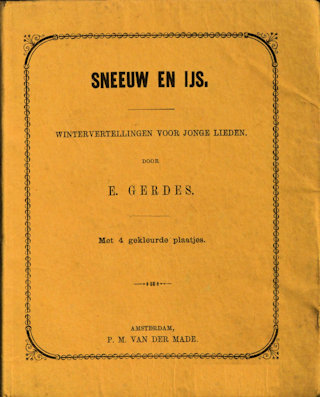 SNEEUW EN IJS.
WINTERVERTELLINGEN VOOR JONGE LIEDEN.
DOOR
E. GERDES.
Met 4 gekleurde plaatjes.
AMSTERDAM,
P. M. VAN DER MADE.